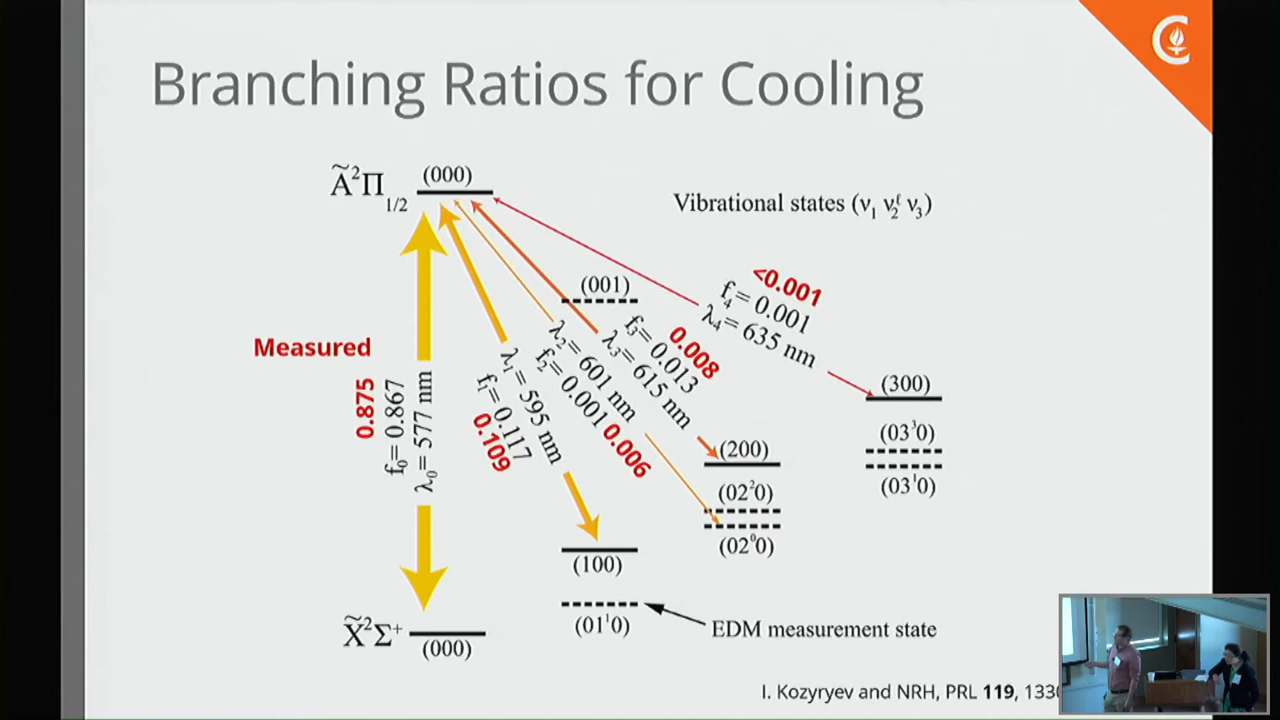 Branching Ratios for Cooling
Ã²Π₁/₂
(000)
Vibrational states (ν₁ ν₂ˡ ν₃)
(001)
<0.001
f₄= 0.001
λ₄= 635 nm
Measured
0.875
f₀= 0.867
λ₀= 577 nm
λ₁= 595 nm
f₁= 0.117
0.109
λ₂= 601 nm
f₂= 0.001
0.006
0.008
f₃= 0.013
λ₃= 615 nm
(300)
(03³0)
(03¹0)
(200)
(02²0)
(02⁰0)
(100)
(01¹0)
EDM measurement state
X̃²Σ⁺
(000)
I. Kozyryev and NRH, PRL 119, 1330